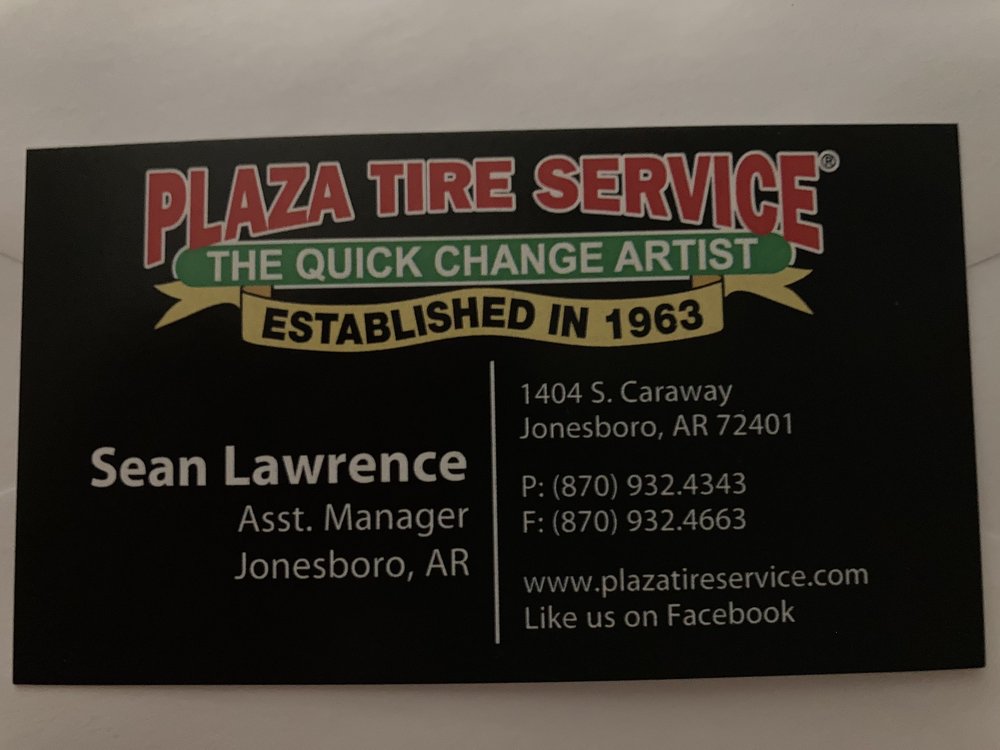 PLAZA TIRE SERVICE®
THE QUICK CHANGE ARTIST
ESTABLISHED IN 1963
Sean Lawrence
Asst. Manager
Jonesboro, AR
1404 S. Caraway
Jonesboro, AR 72401
P: (870) 932.4343
F: (870) 932.4663
www.plazatireservice.com
Like us on Facebook